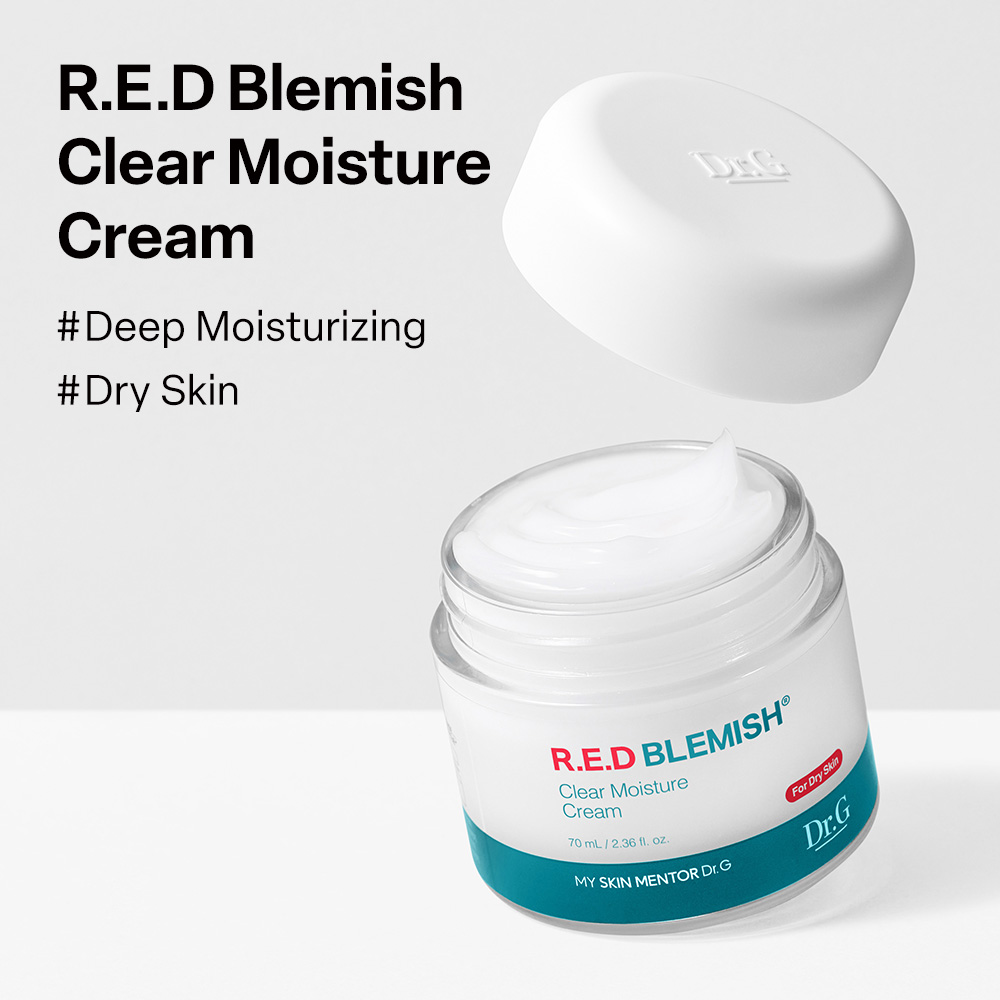 R.E.D Blemish
Clear Moisture
Cream
#Deep Moisturizing
#Dry Skin
Dr.G
R.E.D BLEMISH®
Clear Moisture
Cream
For Dry Skin
70 mL / 2.36 fl. oz.
Dr.G
MY SKIN MENTOR Dr.G